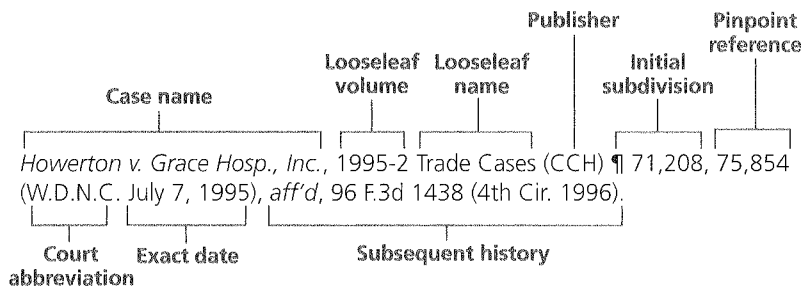 Publisher
Pinpoint
reference
Looseleaf
volume
Looseleaf
name
Initial
subdivision
Case name
Howerton v. Grace Hosp., Inc., 1995-2 Trade Cases (CCH) ¶ 71,208, 75,854
(W.D.N.C. July 7, 1995), aff'd, 96 F.3d 1438 (4th Cir. 1996).
Court
abbreviation
Exact date
Subsequent history